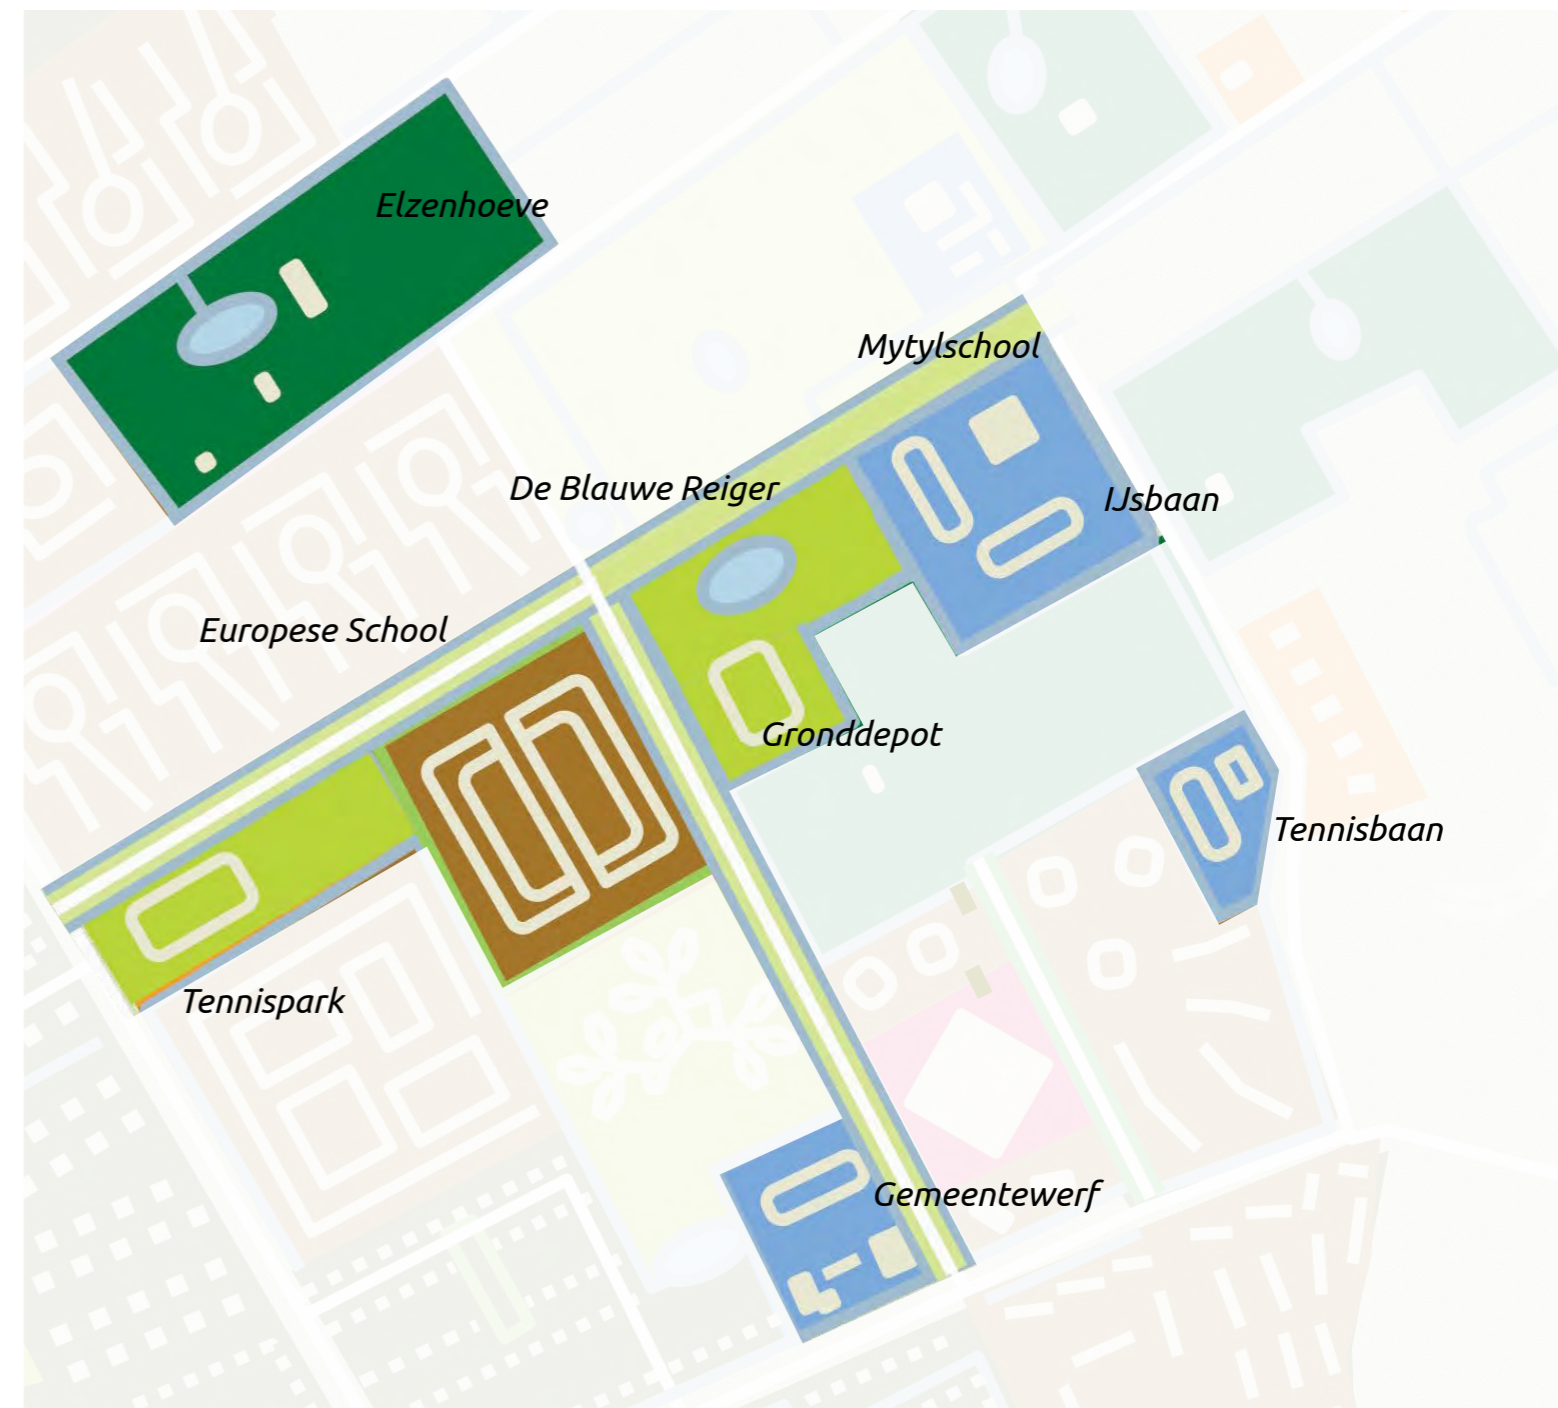 Elzenhoeve
Mytylschool
De Blauwe Reiger
IJsbaan
Europese School
Gronddepot
Tennisbaan
Tennispark
Gemeentewerf